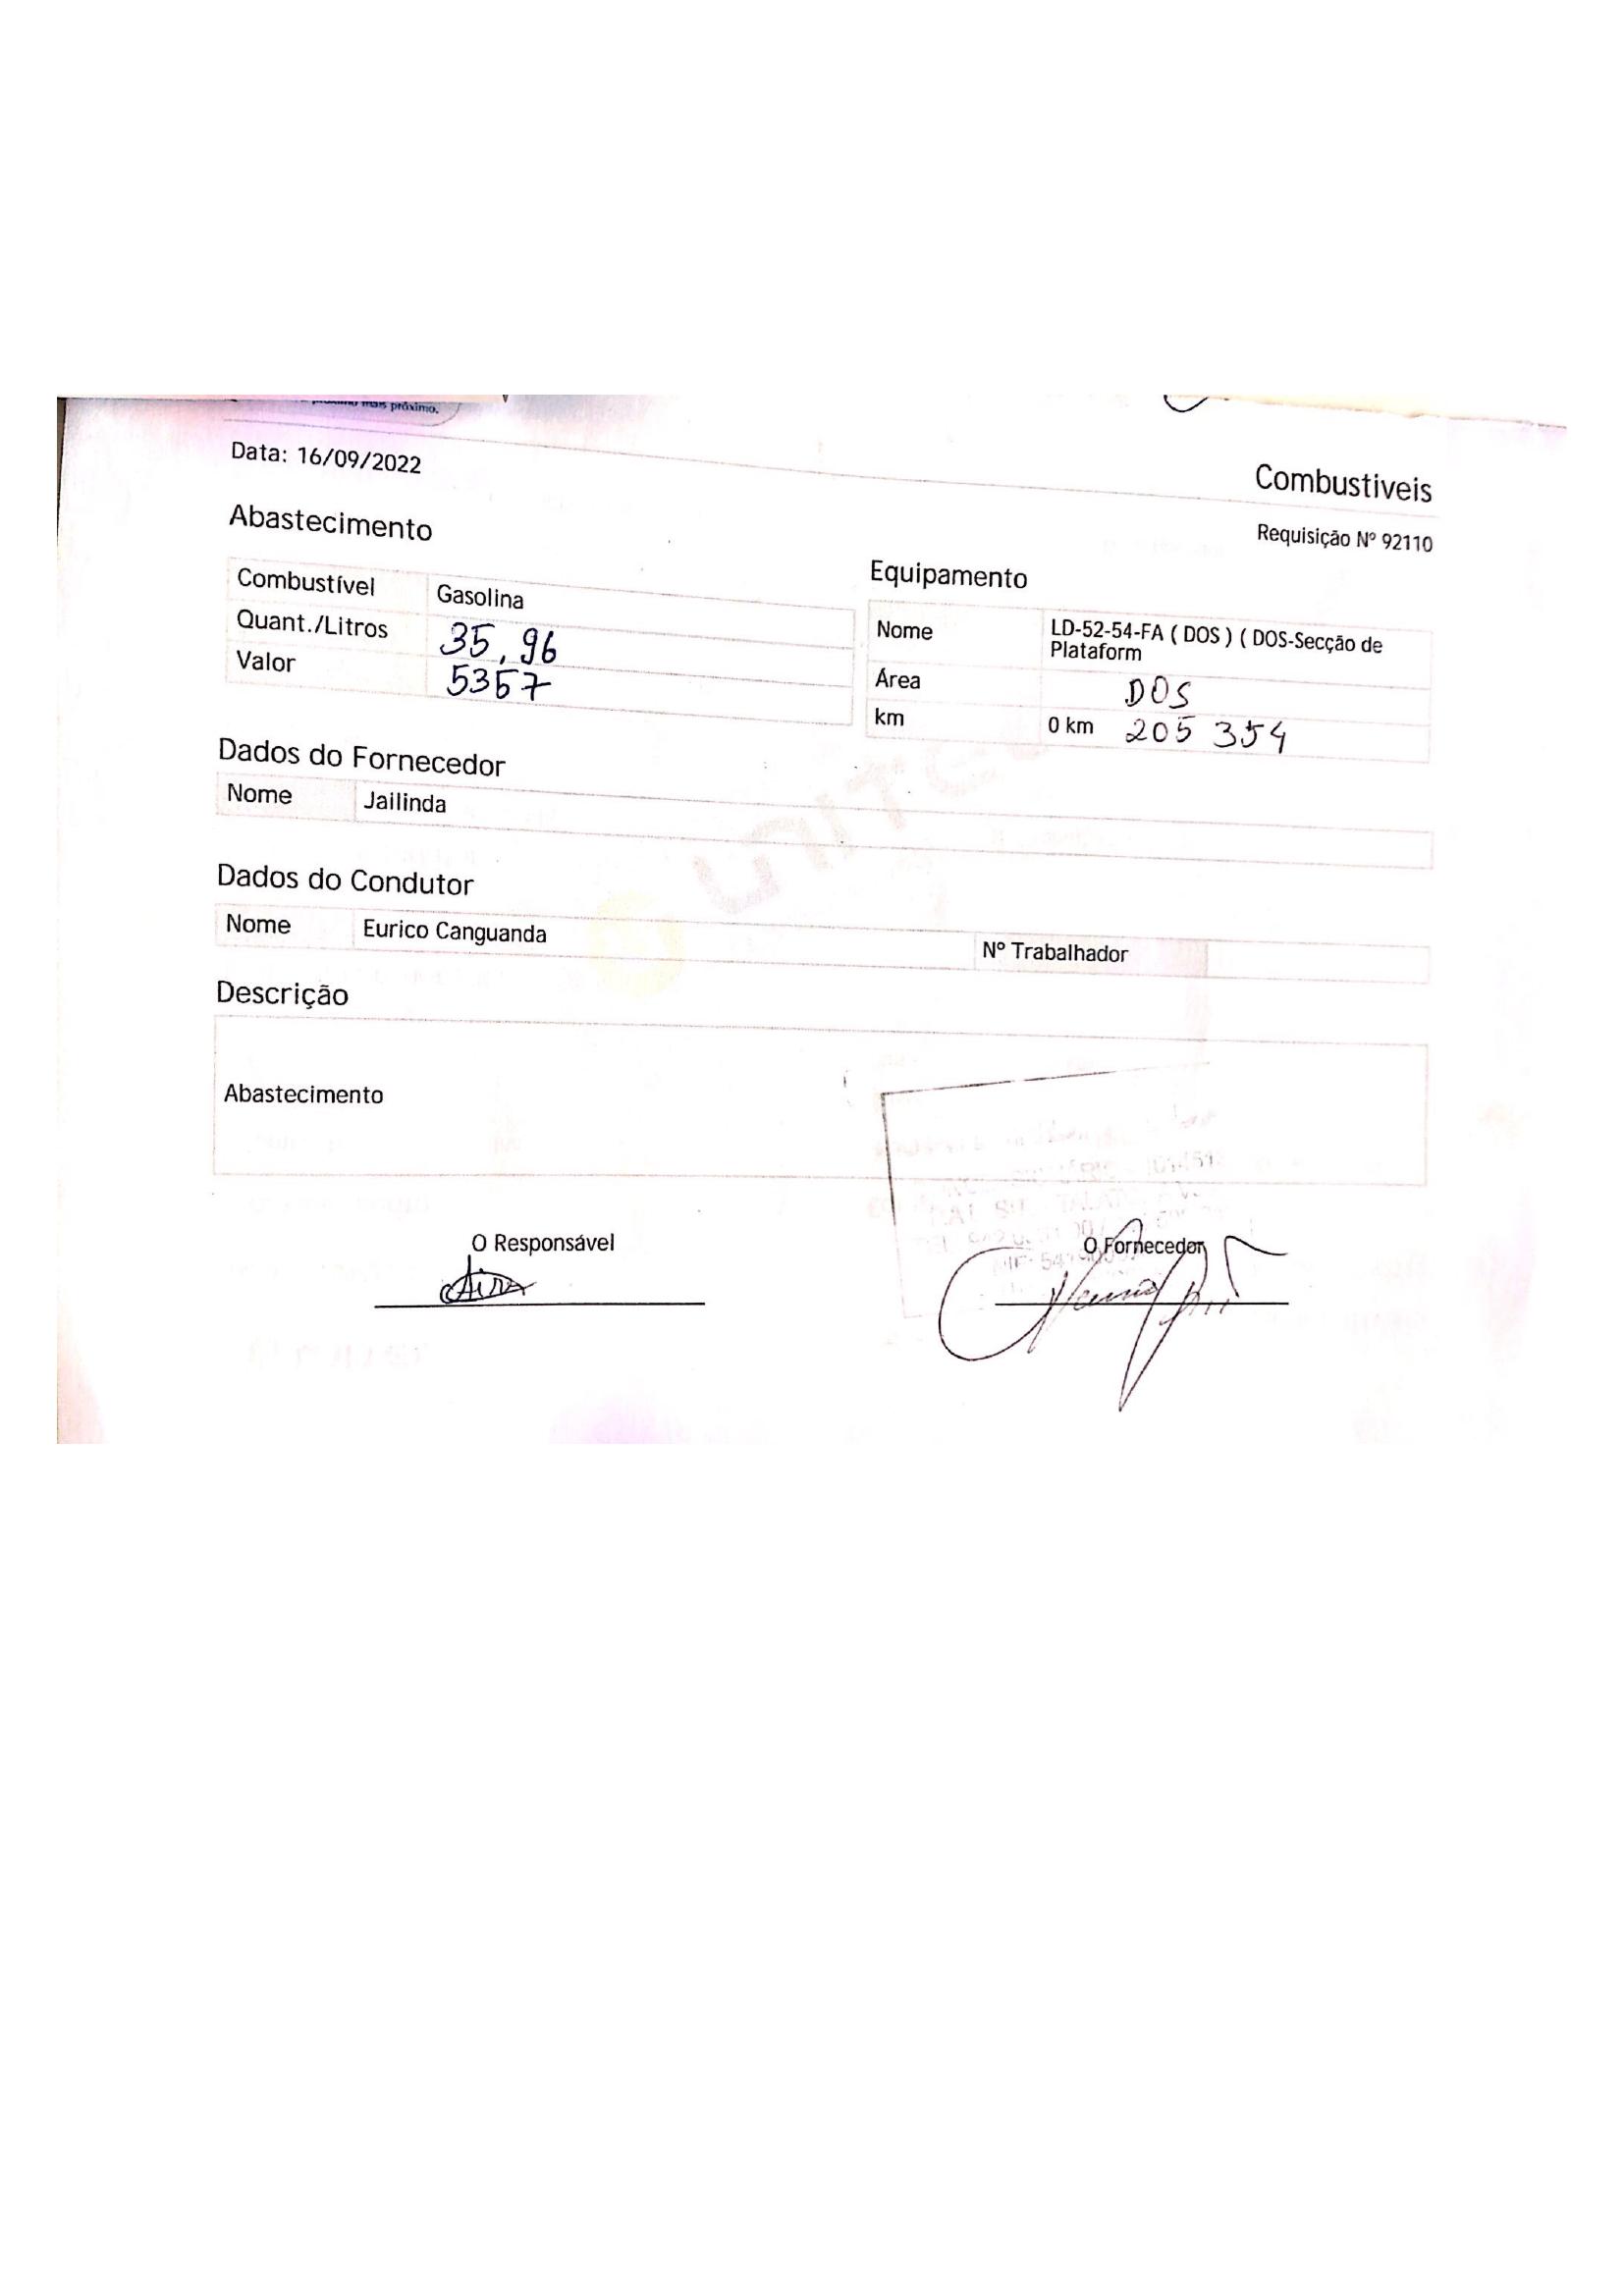 mais próximo.
Data: 16/09/2022
Combustiveis
Requisição Nº 92110
Abastecimento
Combustível Gasolina
Quant./Litros 35,96
Valor 5357
Equipamento
Nome LD-52-54-FA ( DOS ) ( DOS-Secção de
Plataform
Área DOS
km 0 km 205 354
Dados do Fornecedor
Nome Jailinda
Dados do Condutor
Nome Eurico Canguanda Nº Trabalhador
Descrição
Abastecimento
O Responsável
O Fornecedor